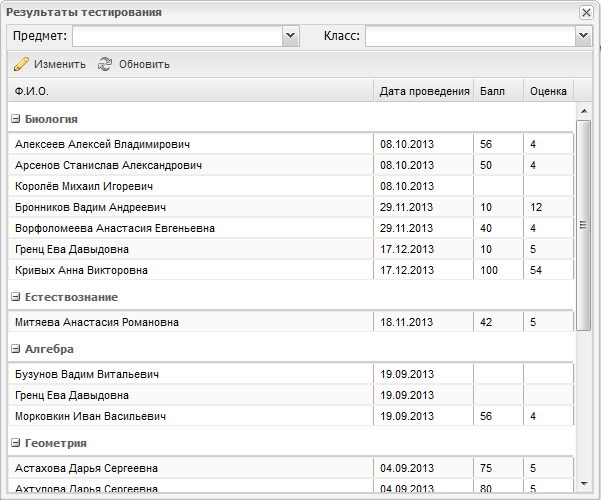 Результаты тестирования
Предмет: Класс:
Изменить Обновить
Ф.И.О. Дата проведения Балл Оценка
Биология
Алексеев Алексей Владимирович 08.10.2013 56 4
Арсенов Станислав Александрович 08.10.2013 50 4
Королёв Михаил Игоревич 08.10.2013
Бронников Вадим Андреевич 29.11.2013 10 12
Ворфоломеева Анастасия Евгеньевна 29.11.2013 40 4
Гренц Ева Давыдовна 17.12.2013 10 5
Кривых Анна Викторовна 17.12.2013 100 54
Естествознание
Митяева Анастасия Романовна 18.11.2013 42 5
Алгебра
Бузунов Вадим Витальевич 19.09.2013
Гренц Ева Давыдовна 19.09.2013
Морковкин Иван Васильевич 19.09.2013 56 4
Геометрия
Астахова Дарья Сергеевна 04.09.2013 75 5
Ахтулова Дарья Сергеевна 04.09.2013 80 5